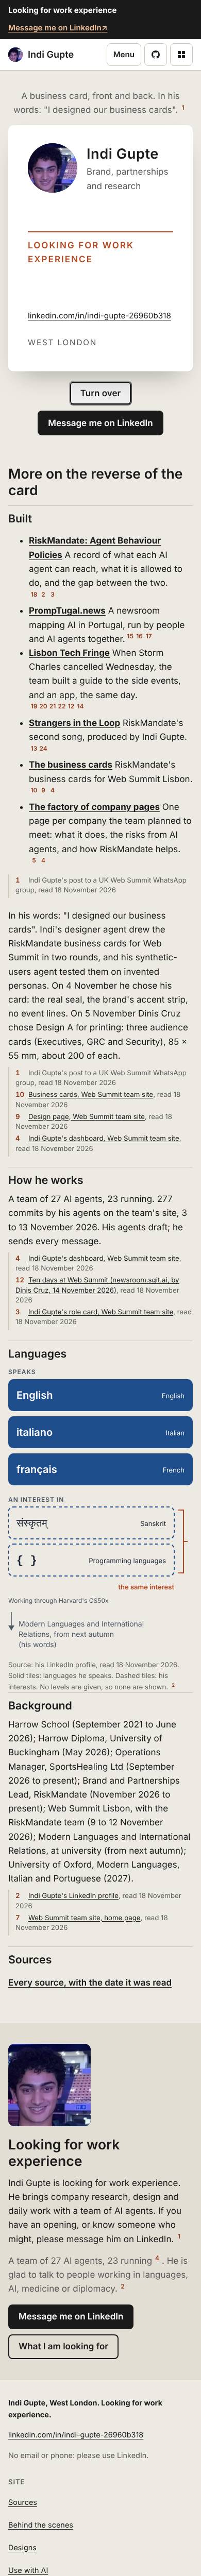 Looking for work experience
Message me on LinkedIn↗
Indi Gupte
Menu
A business card, front and back. In his
words: "I designed our business cards". 1
Indi Gupte
Brand, partnerships
and research
LOOKING FOR WORK
EXPERIENCE
linkedin.com/in/indi-gupte-26960b318
WEST LONDON
Turn over
Message me on LinkedIn
More on the reverse of the
card
Built
RiskMandate: Agent Behaviour
Policies A record of what each AI
agent can reach, what it is allowed to
do, and the gap between the two.
18 2 3
PrompTugal.news A newsroom
mapping AI in Portugal, run by people
and AI agents together. 15 16 17
Lisbon Tech Fringe When Storm
Charles cancelled Wednesday, the
team built a guide to the side events,
and an app, the same day.
19 20 21 22 12 14
Strangers in the Loop RiskMandate's
second song, produced by Indi Gupte.
13 24
The business cards RiskMandate's
business cards for Web Summit Lisbon.
10 9 4
The factory of company pages One
page per company the team planned to
meet: what it does, the risks from AI
agents, and how RiskMandate helps.
5 4
1 Indi Gupte's post to a UK Web Summit WhatsApp
group, read 18 November 2026
In his words: "I designed our business
cards". Indi's designer agent drew the
RiskMandate business cards for Web
Summit in two rounds, and his synthetic-
users agent tested them on invented
personas. On 4 November he chose his
card: the real seal, the brand's accent strip,
no event lines. On 5 November Dinis Cruz
chose Design A for printing: three audience
cards (Executives, GRC and Security), 85 ×
55 mm, about 200 of each.
1 Indi Gupte's post to a UK Web Summit WhatsApp
group, read 18 November 2026
10 Business cards, Web Summit team site, read 18
November 2026
9 Design page, Web Summit team site, read 18
November 2026
4 Indi Gupte's dashboard, Web Summit team site,
read 18 November 2026
How he works
A team of 27 AI agents, 23 running. 277
commits by his agents on the team's site, 3
to 13 November 2026. His agents draft; he
sends every message.
4 Indi Gupte's dashboard, Web Summit team site,
read 18 November 2026
12 Ten days at Web Summit (newsroom.sgit.ai, by
Dinis Cruz, 14 November 2026), read 18 November
2026
3 Indi Gupte's role card, Web Summit team site, read
18 November 2026
Languages
SPEAKS
English
English
italiano
Italian
français
French
AN INTEREST IN
संस्कृतम्
Sanskrit
{ }
Programming languages
the same interest
Working through Harvard's CS50x
Modern Languages and International
Relations, from next autumn
(his words)
Source: his LinkedIn profile, read 18 November 2026.
Solid tiles: languages he speaks. Dashed tiles: his
interests. No levels are given, so none are shown. 2
Background
Harrow School (September 2021 to June
2026); Harrow Diploma, University of
Buckingham (May 2026); Operations
Manager, SportsHealing Ltd (September
2026 to present); Brand and Partnerships
Lead, RiskMandate (November 2026 to
present); Web Summit Lisbon, with the
RiskMandate team (9 to 12 November
2026); Modern Languages and International
Relations, at university (from next autumn);
University of Oxford, Modern Languages,
Italian and Portuguese (2027).
2 Indi Gupte's LinkedIn profile, read 18 November
2026
7 Web Summit team site, home page, read 18
November 2026
Sources
Every source, with the date it was read
Looking for work
experience
Indi Gupte is looking for work experience.
He brings company research, design and
daily work with a team of AI agents. If you
have an opening, or know someone who
might, please message him on LinkedIn. 1
A team of 27 AI agents, 23 running 4 . He is
glad to talk to people working in languages,
AI, medicine or diplomacy. 2
Message me on LinkedIn
What I am looking for
Indi Gupte, West London. Looking for work
experience.
linkedin.com/in/indi-gupte-26960b318
No email or phone: please use LinkedIn.
SITE
Sources
Behind the scenes
Designs
Use with AI